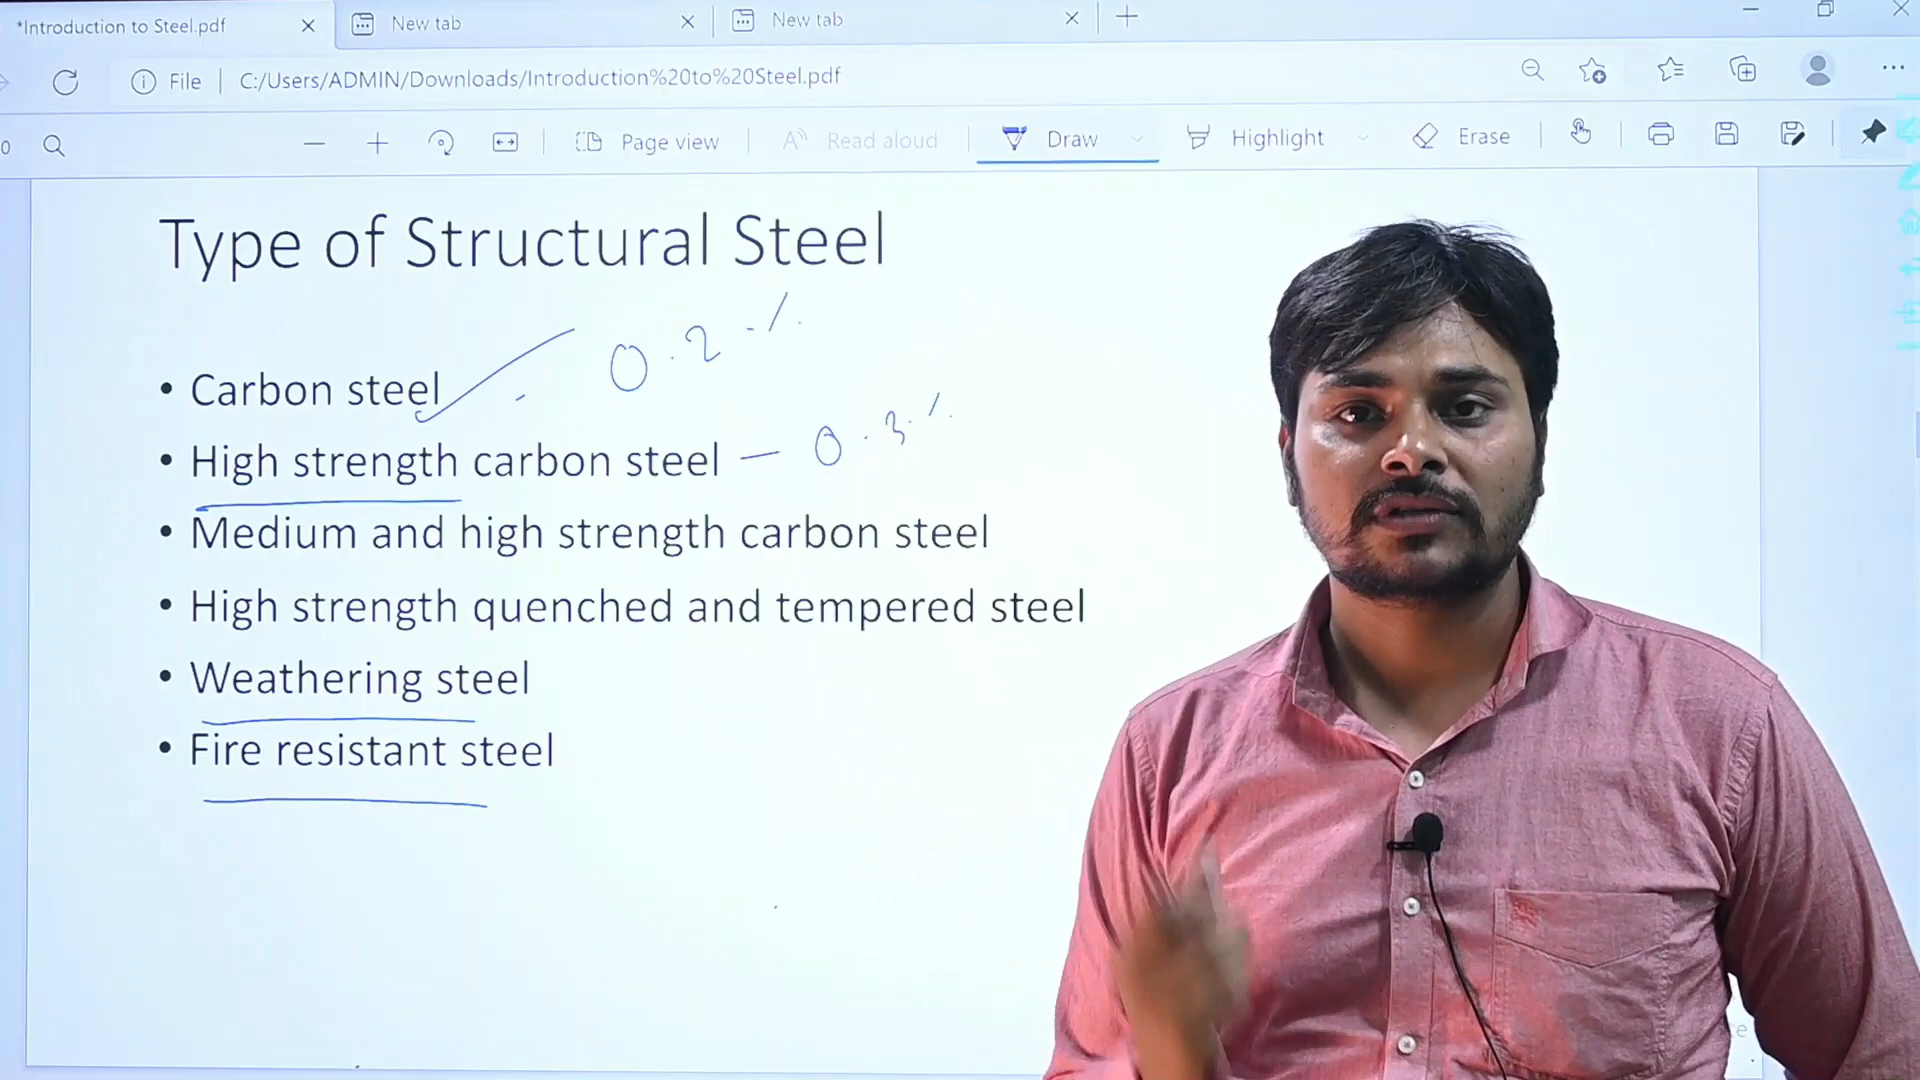 *Introduction to Steel.pdf
New tab
New tab
File
C:/Users/ADMIN/Downloads/Introduction%20to%20Steel.pdf
Page view
Read aloud
Draw
Highlight
Erase
Type of Structural Steel
• Carbon steel
0.2 %
• High strength carbon steel — 0.3 %
• Medium and high strength carbon steel
• High strength quenched and tempered steel
• Weathering steel
• Fire resistant steel